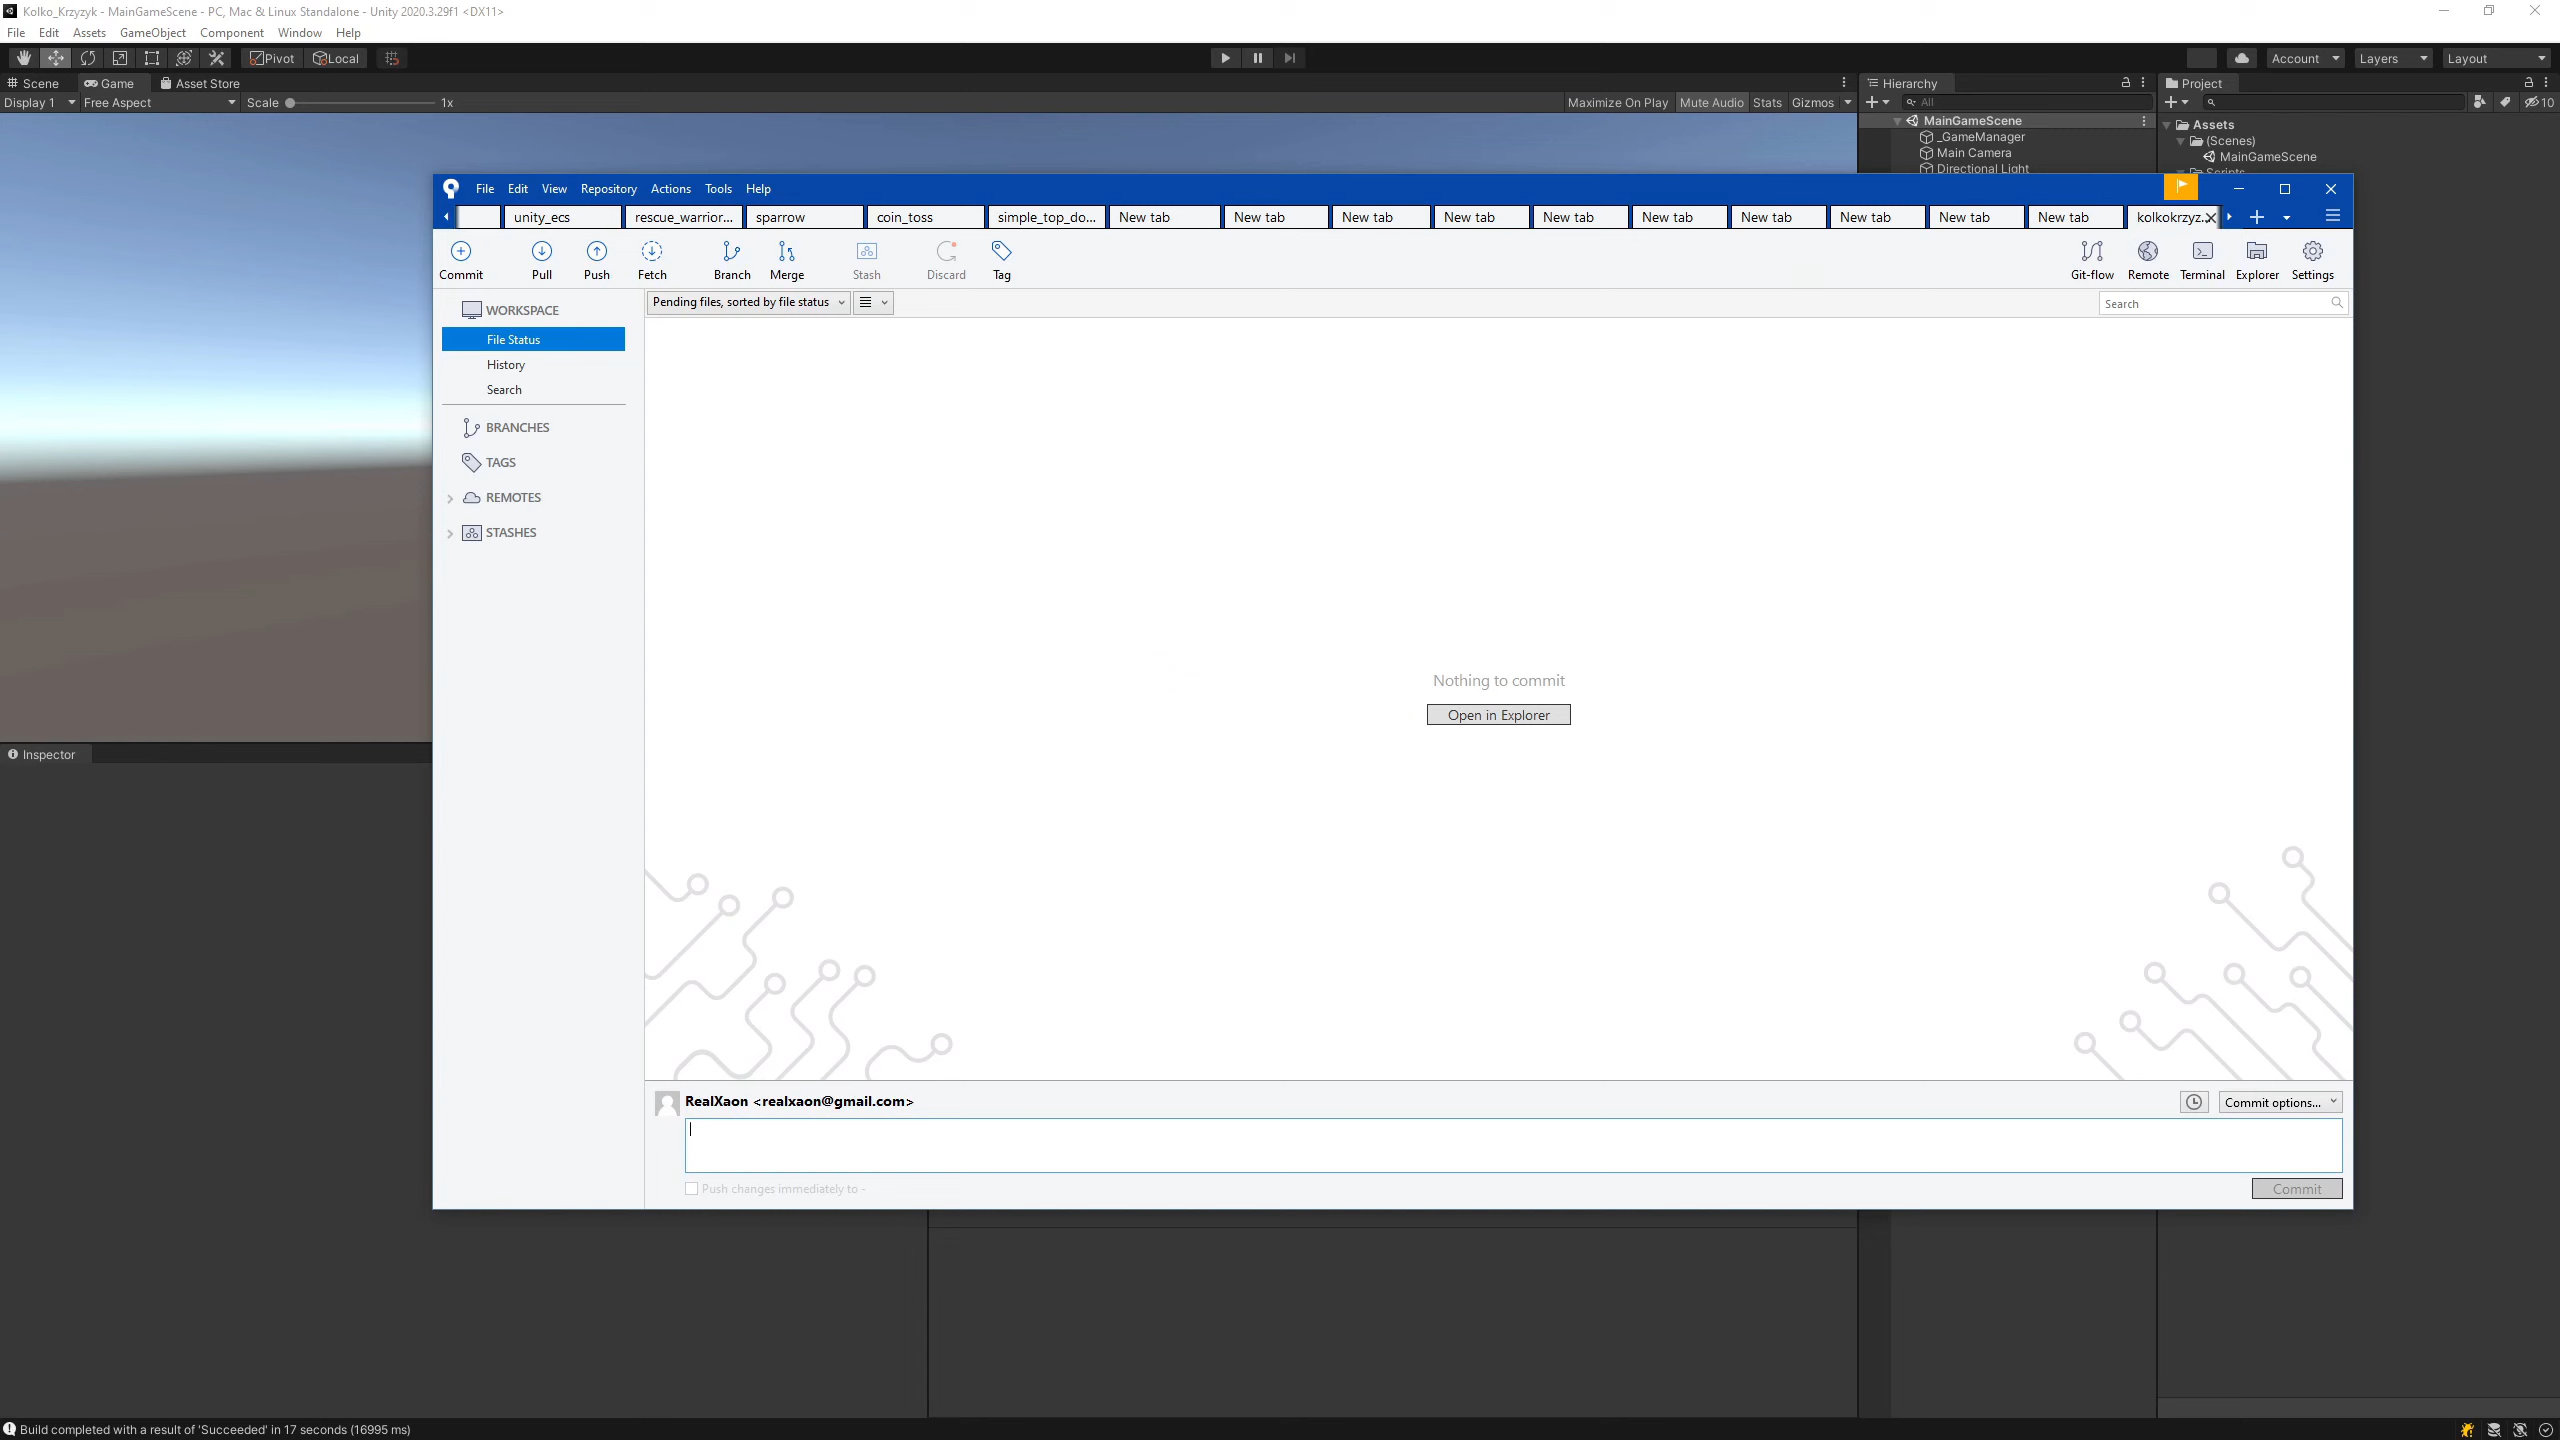 Kolko_Krzyzyk - MainGameScene - PC, Mac & Linux Standalone - Unity 2020.3.29f1 <DX11>
File Edit Assets GameObject Component Window Help
Pivot Local Account Layers Layout
Scene Game Asset Store Hierarchy Project
Display 1 Free Aspect Scale 1x Maximize On Play Mute Audio Stats Gizmos All 10
MainGameScene
_GameManager
Main Camera
Directional Light
Assets
(Scenes)
MainGameScene
Scripts
File Edit View Repository Actions Tools Help
unity_ecs rescue_warrior... sparrow coin_toss simple_top_do... New tab New tab New tab New tab New tab New tab New tab New tab New tab New tab kolkokrzyz...
Commit Pull Push Fetch Branch Merge Stash Discard Tag Git-flow Remote Terminal Explorer Settings
WORKSPACE
File Status
History
Search
BRANCHES
TAGS
REMOTES
STASHES
Pending files, sorted by file status
Search
Nothing to commit
Open in Explorer
RealXaon <realxaon@gmail.com>
Commit options...
Push changes immediately to -
Commit
Inspector
Build completed with a result of 'Succeeded' in 17 seconds (16995 ms)